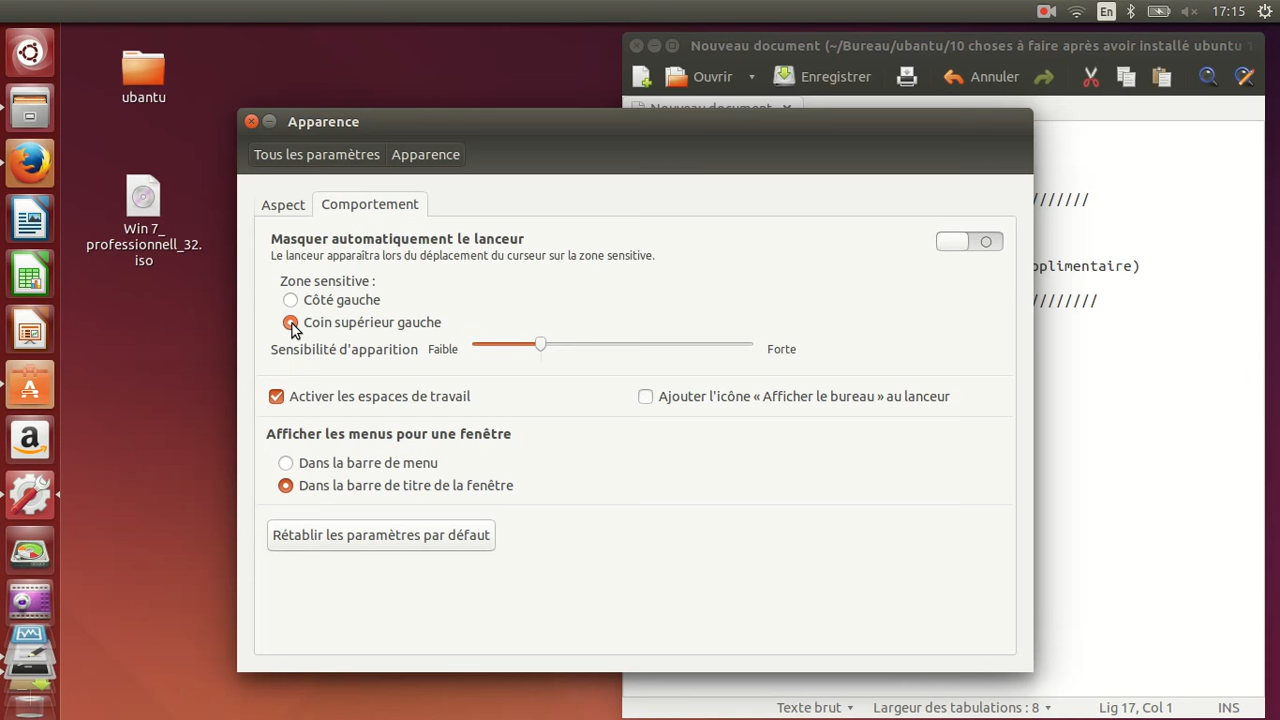 En
17:15
ubuntu
Win 7_
professionnell_32.
iso
Nouveau document (~/Bureau/ubantu/10 choses à faire après avoir installé ubuntu 1
Ouvrir
Enregistrer
Annuler
Nouveau document
Apparence
Tous les paramètres
Apparence
Aspect
Comportement
Masquer automatiquement le lanceur
Le lanceur apparaîtra lors du déplacement du curseur sur la zone sensitive.
Zone sensitive :
Côté gauche
Coin supérieur gauche
Sensibilité d'apparition
Faible
Forte
Activer les espaces de travail
Ajouter l'icône « Afficher le bureau » au lanceur
Afficher les menus pour une fenêtre
Dans la barre de menu
Dans la barre de titre de la fenêtre
Rétablir les paramètres par défaut
///////
plimentaire)
////////
Texte brut
Largeur des tabulations : 8
Lig 17, Col 1
INS